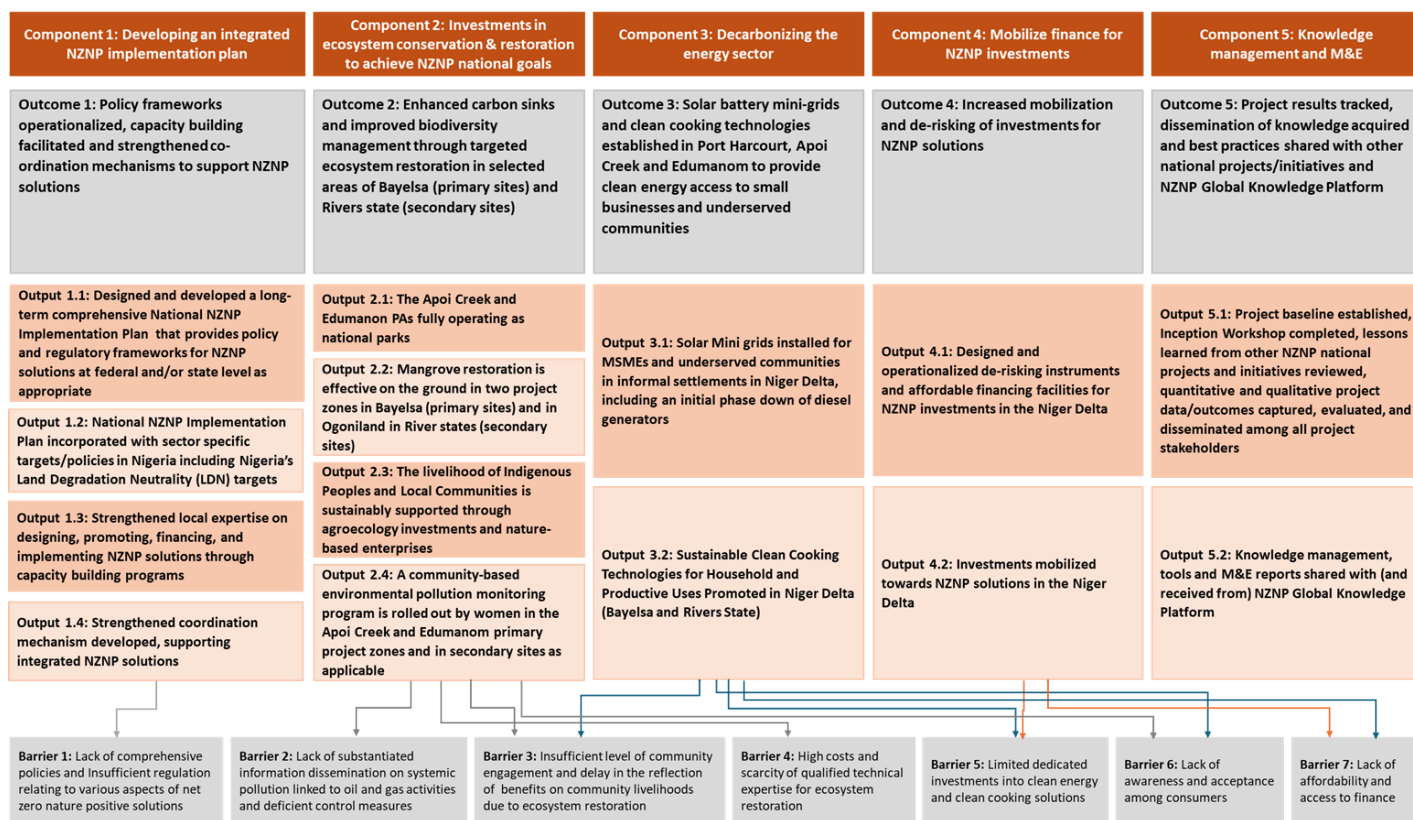 Component 1: Developing an integrated
NZNP implementation plan
Component 2: Investments in
ecosystem conservation & restoration
to achieve NZNP national goals
Component 3: Decarbonizing the
energy sector
Component 4: Mobilize finance for
NZNP investments
Component 5: Knowledge
management and M&E
Outcome 1: Policy frameworks
operationalized, capacity building
facilitated and strengthened co-
ordination mechanisms to support NZNP
solutions
Outcome 2: Enhanced carbon sinks
and improved biodiversity
management through targeted
ecosystem restoration in selected
areas of Bayelsa (primary sites) and
Rivers state (secondary sites)
Outcome 3: Solar battery mini-grids
and clean cooking technologies
established in Port Harcourt, Apoi
Creek and Edumanom to provide
clean energy access to small
businesses and underserved
communities
Outcome 4: Increased mobilization
and de-risking of investments for
NZNP solutions
Outcome 5: Project results tracked,
dissemination of knowledge acquired
and best practices shared with other
national projects/initiatives and
NZNP Global Knowledge Platform
Output 1.1: Designed and developed a long-
term comprehensive National NZNP
Implementation Plan that provides policy
and regulatory frameworks for NZNP
solutions at federal and/or state level as
appropriate
Output 1.2: National NZNP Implementation
Plan incorporated with sector specific
targets/policies in Nigeria including Nigeria's
Land Degradation Neutrality (LDN) targets
Output 1.3: Strengthened local expertise on
designing, promoting, financing, and
implementing NZNP solutions through
capacity building programs
Output 1.4: Strengthened coordination
mechanism developed, supporting
integrated NZNP solutions
Output 2.1: The Apoi Creek and
Edumanon PAs fully operating as
national parks
Output 2.2: Mangrove restoration is
effective on the ground in two project
zones in Bayelsa (primary sites) and in
Ogoniland in River states (secondary
sites)
Output 2.3: The livelihood of Indigenous
Peoples and Local Communities is
sustainably supported through
agroecology investments and nature-
based enterprises
Output 2.4: A community-based
environmental pollution monitoring
program is rolled out by women in the
Apoi Creek and Edumanom primary
project zones and in secondary sites as
applicable
Output 3.1: Solar Mini grids installed for
MSMEs and underserved communities
in informal settlements in Niger Delta,
including an initial phase down of diesel
generators
Output 3.2: Sustainable Clean Cooking
Technologies for Household and
Productive Uses Promoted in Niger Delta
(Bayelsa and Rivers State)
Output 4.1: Designed and
operationalized de-risking instruments
and affordable financing facilities for
NZNP investments in the Niger Delta
Output 4.2: Investments mobilized
towards NZNP solutions in the Niger
Delta
Output 5.1: Project baseline established,
Inception Workshop completed, lessons
learned from other NZNP national
projects and initiatives reviewed,
quantitative and qualitative project
data/outcomes captured, evaluated, and
disseminated among all project
stakeholders
Output 5.2: Knowledge management,
tools and M&E reports shared with (and
received from) NZNP Global Knowledge
Platform
Barrier 1: Lack of comprehensive
policies and Insufficient regulation
relating to various aspects of net
zero nature positive solutions
Barrier 2: Lack of substantiated
information dissemination on systemic
pollution linked to oil and gas activities
and deficient control measures
Barrier 3: Insufficient level of community
engagement and delay in the reflection
of benefits on community livelihoods
due to ecosystem restoration
Barrier 4: High costs and
scarcity of qualified technical
expertise for ecosystem
restoration
Barrier 5: Limited dedicated
investments into clean energy
and clean cooking solutions
Barrier 6: Lack of
awareness and acceptance
among consumers
Barrier 7: Lack of
affordability and
access to finance